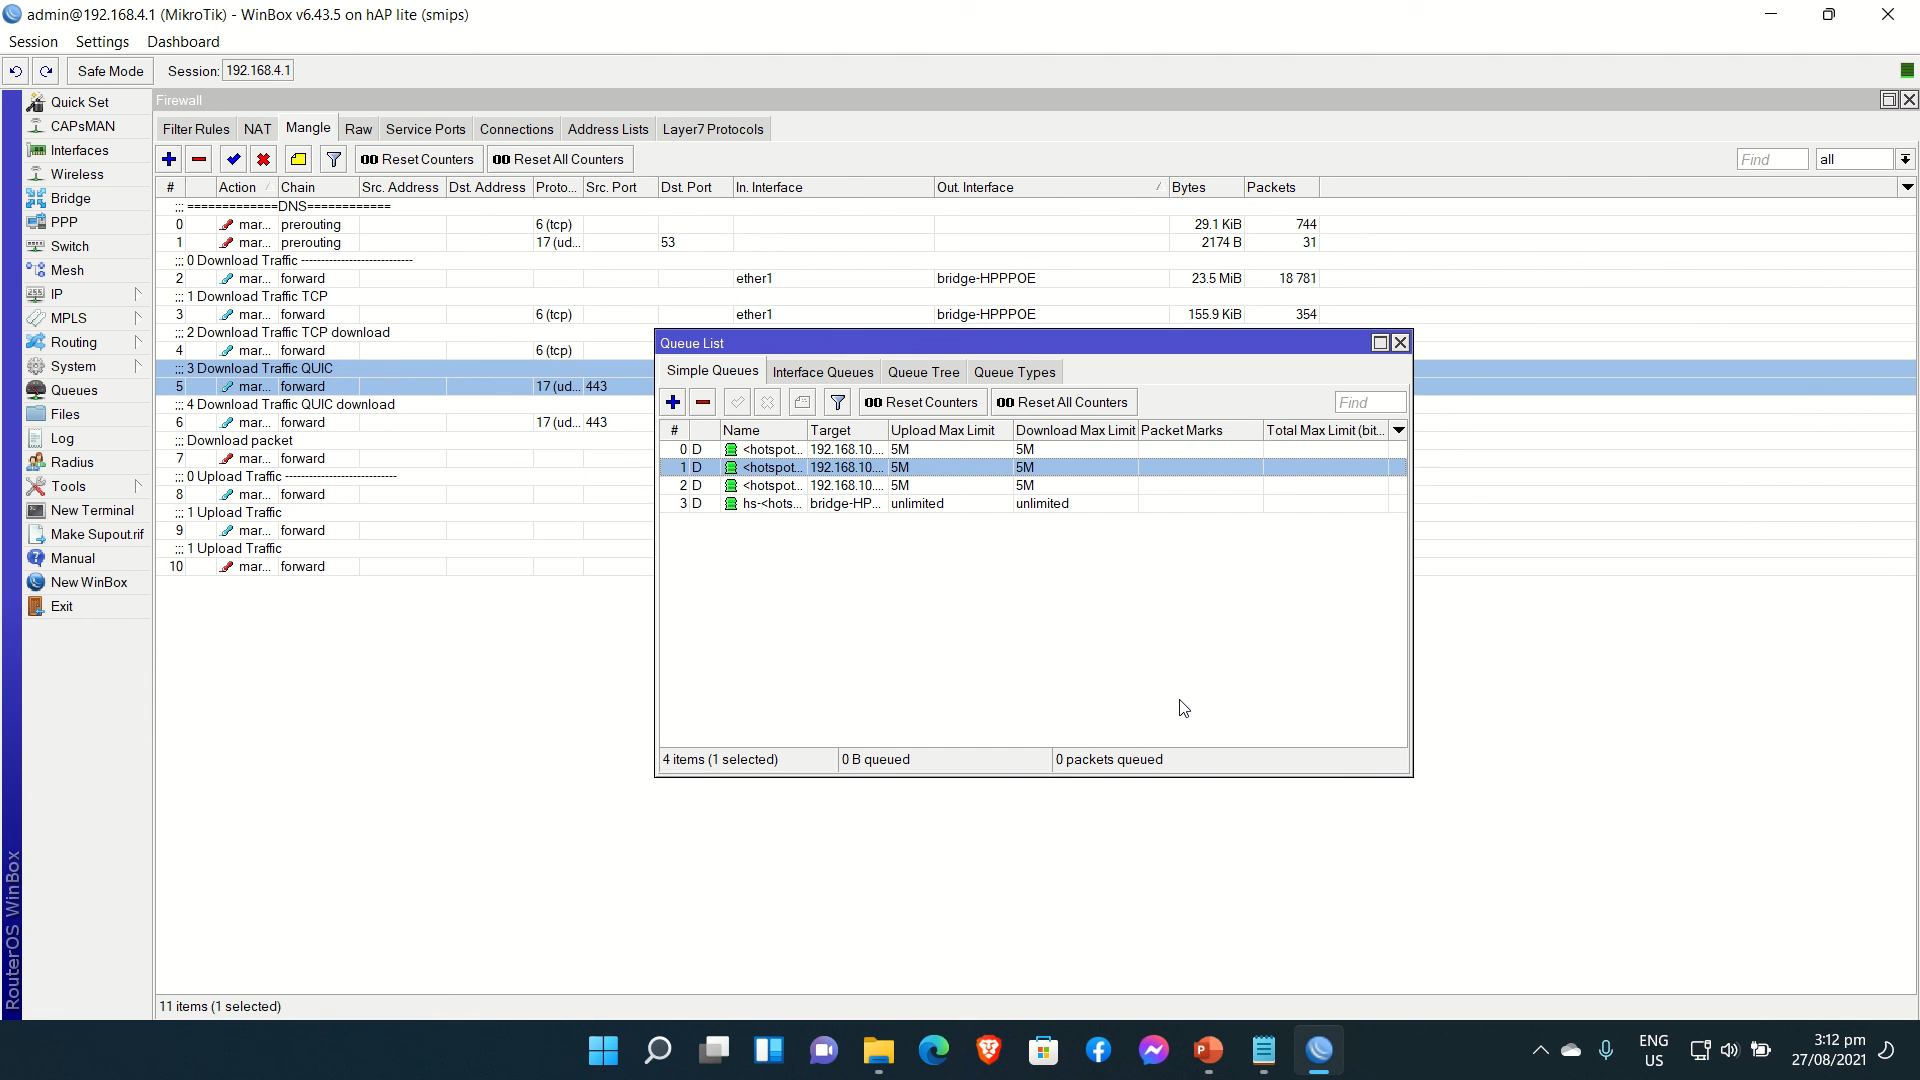 admin@192.168.4.1 (MikroTik) - WinBox v6.43.5 on hAP lite (smips)
Session Settings Dashboard
Safe Mode Session: 192.168.4.1
Quick Set
CAPsMAN
Interfaces
Wireless
Bridge
PPP
Switch
Mesh
IP
MPLS
Routing
System
Queues
Files
Log
Radius
Tools
New Terminal
Make Supout.rif
Manual
New WinBox
Exit
RouterOS WinBox
Firewall
Filter Rules NAT Mangle Raw Service Ports Connections Address Lists Layer7 Protocols
00 Reset Counters 00 Reset All Counters Find all
# Action Chain Src. Address Dst. Address Proto... Src. Port Dst. Port In. Interface Out. Interface Bytes Packets
;;; =============DNS============
0 mar... prerouting 6 (tcp) 29.1 KiB 744
1 mar... prerouting 17 (ud... 53 2174 B 31
;;; 0 Download Traffic ----------------------------
2 mar... forward ether1 bridge-HPPPOE 23.5 MiB 18 781
;;; 1 Download Traffic TCP
3 mar... forward 6 (tcp) ether1 bridge-HPPPOE 155.9 KiB 354
;;; 2 Download Traffic TCP download
4 mar... forward 6 (tcp)
;;; 3 Download Traffic QUIC
5 mar... forward 17 (ud... 443
;;; 4 Download Traffic QUIC download
6 mar... forward 17 (ud... 443
;;; Download packet
7 mar... forward
;;; 0 Upload Traffic ----------------------------
8 mar... forward
;;; 1 Upload Traffic
9 mar... forward
;;; 1 Upload Traffic
10 mar... forward
11 items (1 selected)
Queue List
Simple Queues Interface Queues Queue Tree Queue Types
00 Reset Counters 00 Reset All Counters Find
# Name Target Upload Max Limit Download Max Limit Packet Marks Total Max Limit (bit...
0 D <hotspot... 192.168.10.... 5M 5M
1 D <hotspot... 192.168.10.... 5M 5M
2 D <hotspot... 192.168.10.... 5M 5M
3 D hs-<hots... bridge-HP... unlimited unlimited
4 items (1 selected) 0 B queued 0 packets queued
ENG
US
3:12 pm
27/08/2021